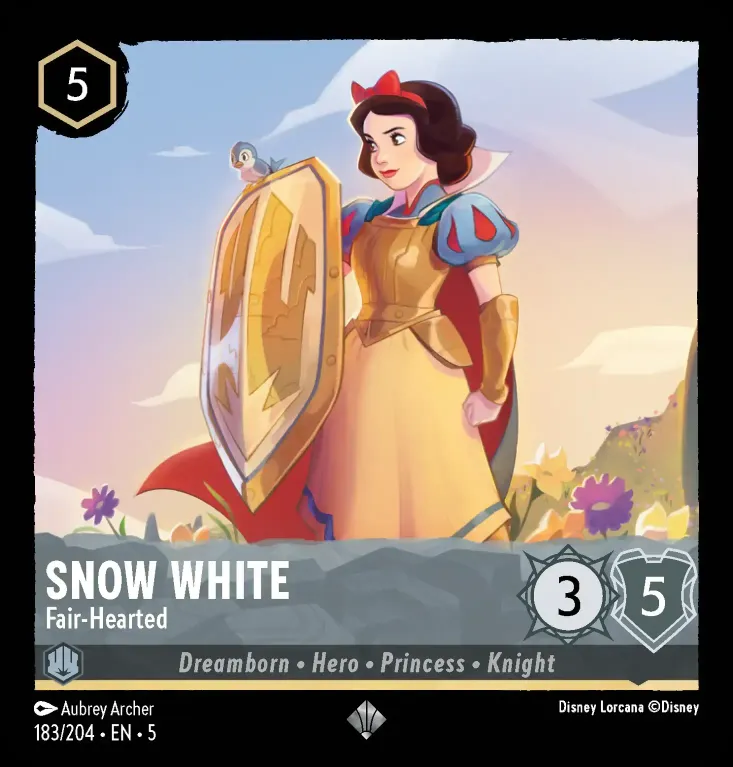 5
SNOW WHITE
Fair-Hearted
3
5
Dreamborn • Hero • Princess • Knight
Aubrey Archer
Disney Lorcana ©Disney
183/204 • EN • 5